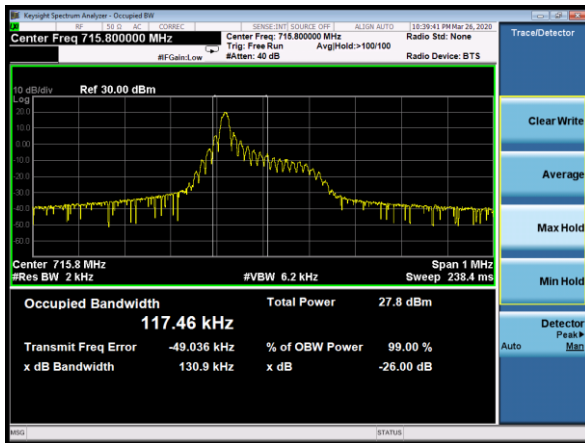 Keysight Spectrum Analyzer - Occupied BW
RF 50 Ω AC CORREC SENSE:INT SOURCE OFF ALIGN AUTO 10:39:41 PM Mar 26, 2020
Center Freq 715.800000 MHz
Center Freq: 715.800000 MHz
Radio Std: None
Trig: Free Run Avg|Hold:>100/100
#IFGain:Low #Atten: 40 dB Radio Device: BTS
Trace/Detector
10 dB/div Ref 30.00 dBm
Log
20.0
10.0
0.00
-10.0
-20.0
-30.0
-40.0
-50.0
-60.0
Center 715.8 MHz Span 1 MHz
#Res BW 2 kHz #VBW 6.2 kHz Sweep 238.4 ms
Occupied Bandwidth Total Power 27.8 dBm
117.46 kHz
Transmit Freq Error -49.036 kHz % of OBW Power 99.00 %
x dB Bandwidth 130.9 kHz x dB -26.00 dB
Clear Write
Average
Max Hold
Min Hold
Detector
Peak▶
Auto Man
MSG STATUS